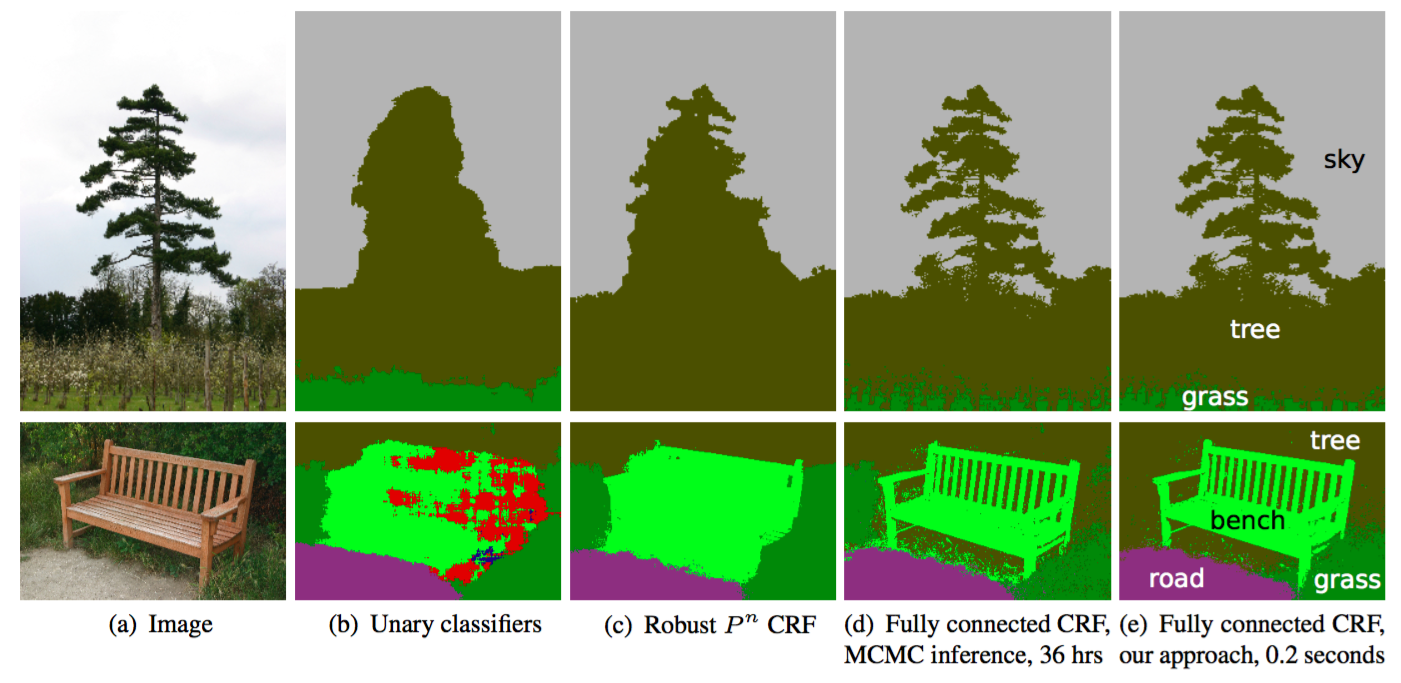 sky
tree
grass
tree
bench
road grass
(a) Image (b) Unary classifiers (c) Robust Pⁿ CRF (d) Fully connected CRF, (e) Fully connected CRF,
MCMC inference, 36 hrs our approach, 0.2 seconds